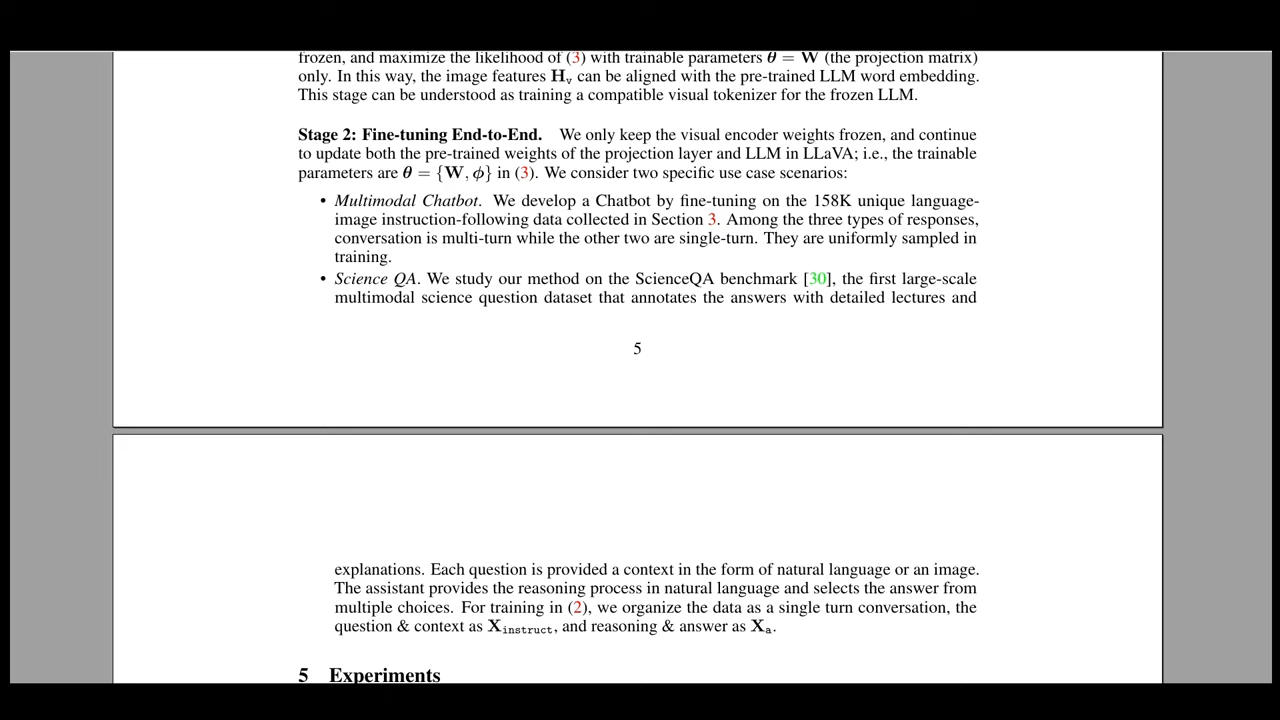 frozen, and maximize the likelihood of (3) with trainable parameters θ = W (the projection matrix)
only. In this way, the image features Hv can be aligned with the pre-trained LLM word embedding.
This stage can be understood as training a compatible visual tokenizer for the frozen LLM.
Stage 2: Fine-tuning End-to-End. We only keep the visual encoder weights frozen, and continue
to update both the pre-trained weights of the projection layer and LLM in LLaVA; i.e., the trainable
parameters are θ = {W, ϕ} in (3). We consider two specific use case scenarios:
• Multimodal Chatbot. We develop a Chatbot by fine-tuning on the 158K unique language-
image instruction-following data collected in Section 3. Among the three types of responses,
conversation is multi-turn while the other two are single-turn. They are uniformly sampled in
training.
• Science QA. We study our method on the ScienceQA benchmark [30], the first large-scale
multimodal science question dataset that annotates the answers with detailed lectures and
5
explanations. Each question is provided a context in the form of natural language or an image.
The assistant provides the reasoning process in natural language and selects the answer from
multiple choices. For training in (2), we organize the data as a single turn conversation, the
question & context as Xinstruct, and reasoning & answer as Xa.
5 Experiments